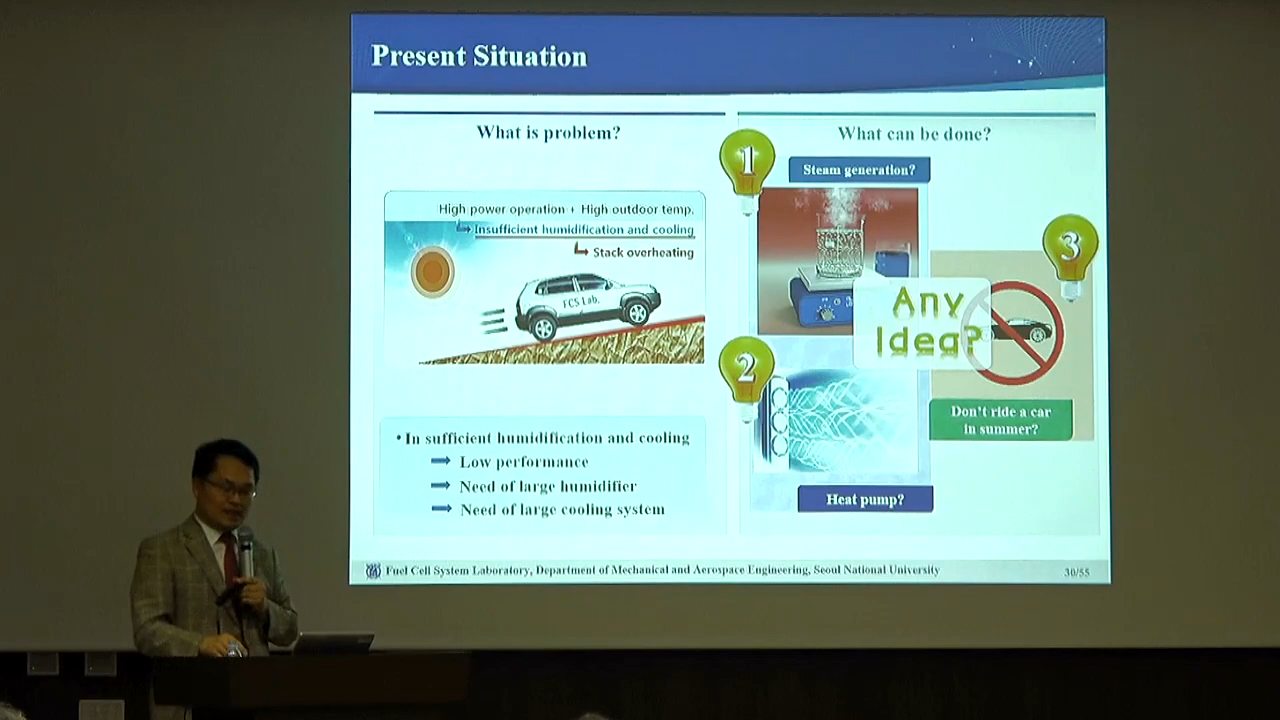 Present Situation
What is problem?
High power operation + High outdoor temp.
Insufficient humidification and cooling
Stack overheating
FCS Lab.
• In sufficient humidification and cooling
Low performance
Need of large humidifier
Need of large cooling system
What can be done?
1
Steam generation?
2
Heat pump?
3
Any
Idea?
Don't ride a car
in summer?
Fuel Cell System Laboratory, Department of Mechanical and Aerospace Engineering, Seoul National University
30/55